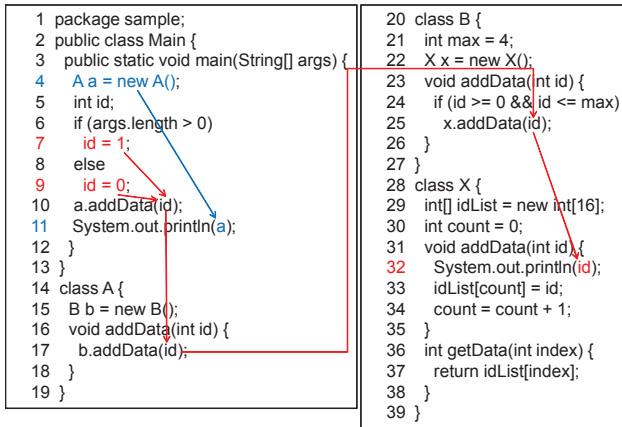 1 package sample;
2 public class Main {
3 public static void main(String[] args) {
4 A a = new A();
5 int id;
6 if (args.length > 0)
7 id = 1;
8 else
9 id = 0;
10 a.addData(id);
11 System.out.println(a);
12 }
13 }
14 class A {
15 B b = new B();
16 void addData(int id) {
17 b.addData(id);
18 }
19 }
20 class B {
21 int max = 4;
22 X x = new X();
23 void addData(int id) {
24 if (id >= 0 && id <= max)
25 x.addData(id);
26 }
27 }
28 class X {
29 int[] idList = new int[16];
30 int count = 0;
31 void addData(int id) {
32 System.out.println(id);
33 idList[count] = id;
34 count = count + 1;
35 }
36 int getData(int index) {
37 return idList[index];
38 }
39 }